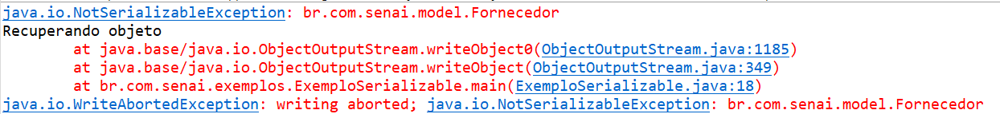 java.io.NotSerializableException: br.com.senai.model.Fornecedor
Recuperando objeto
at java.base/java.io.ObjectOutputStream.writeObject0(ObjectOutputStream.java:1185)
at java.base/java.io.ObjectOutputStream.writeObject(ObjectOutputStream.java:349)
at br.com.senai.exemplos.ExemploSerializable.main(ExemploSerializable.java:18)
java.io.WriteAbortedException: writing aborted; java.io.NotSerializableException: br.com.senai.model.Fornecedor